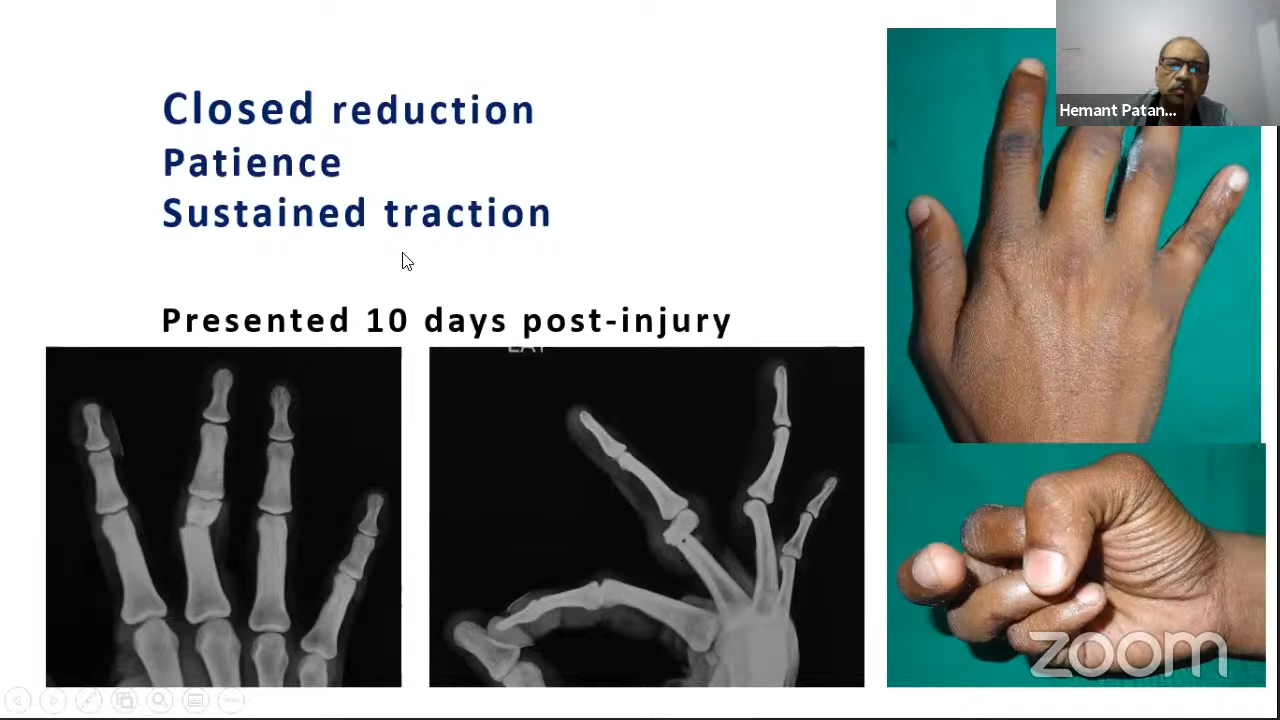 Closed reduction
Patience
Sustained traction
Presented 10 days post-injury
Hemant Patan...
zoom